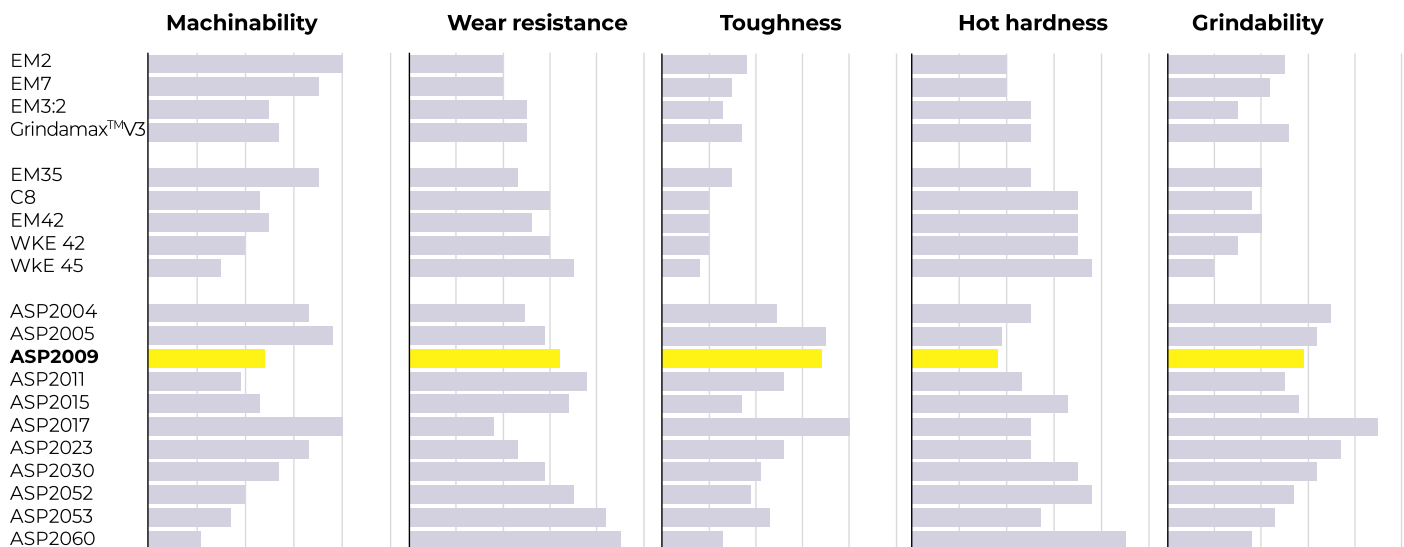 Machinability Wear resistance Toughness Hot hardness Grindability
EM2
EM7
EM3:2
Grindamax™V3
EM35
C8
EM42
WKE 42
WkE 45
ASP2004
ASP2005
ASP2009
ASP2011
ASP2015
ASP2017
ASP2023
ASP2030
ASP2052
ASP2053
ASP2060